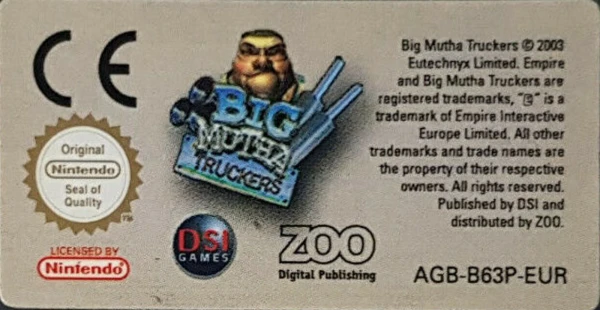 CE
Original
Nintendo
Seal of
Quality
TM
LICENSED BY
Nintendo
BIG
MUTHA
TRUCKERS
DSI
GAMES
ZOO
Digital Publishing
Big Mutha Truckers © 2003
Eutechnyx Limited. Empire
and Big Mutha Truckers are
registered trademarks, "e" is a
trademark of Empire Interactive
Europe Limited. All other
trademarks and trade names are
the property of their respective
owners. All rights reserved.
Published by DSI and
distributed by ZOO.
AGB-B63P-EUR